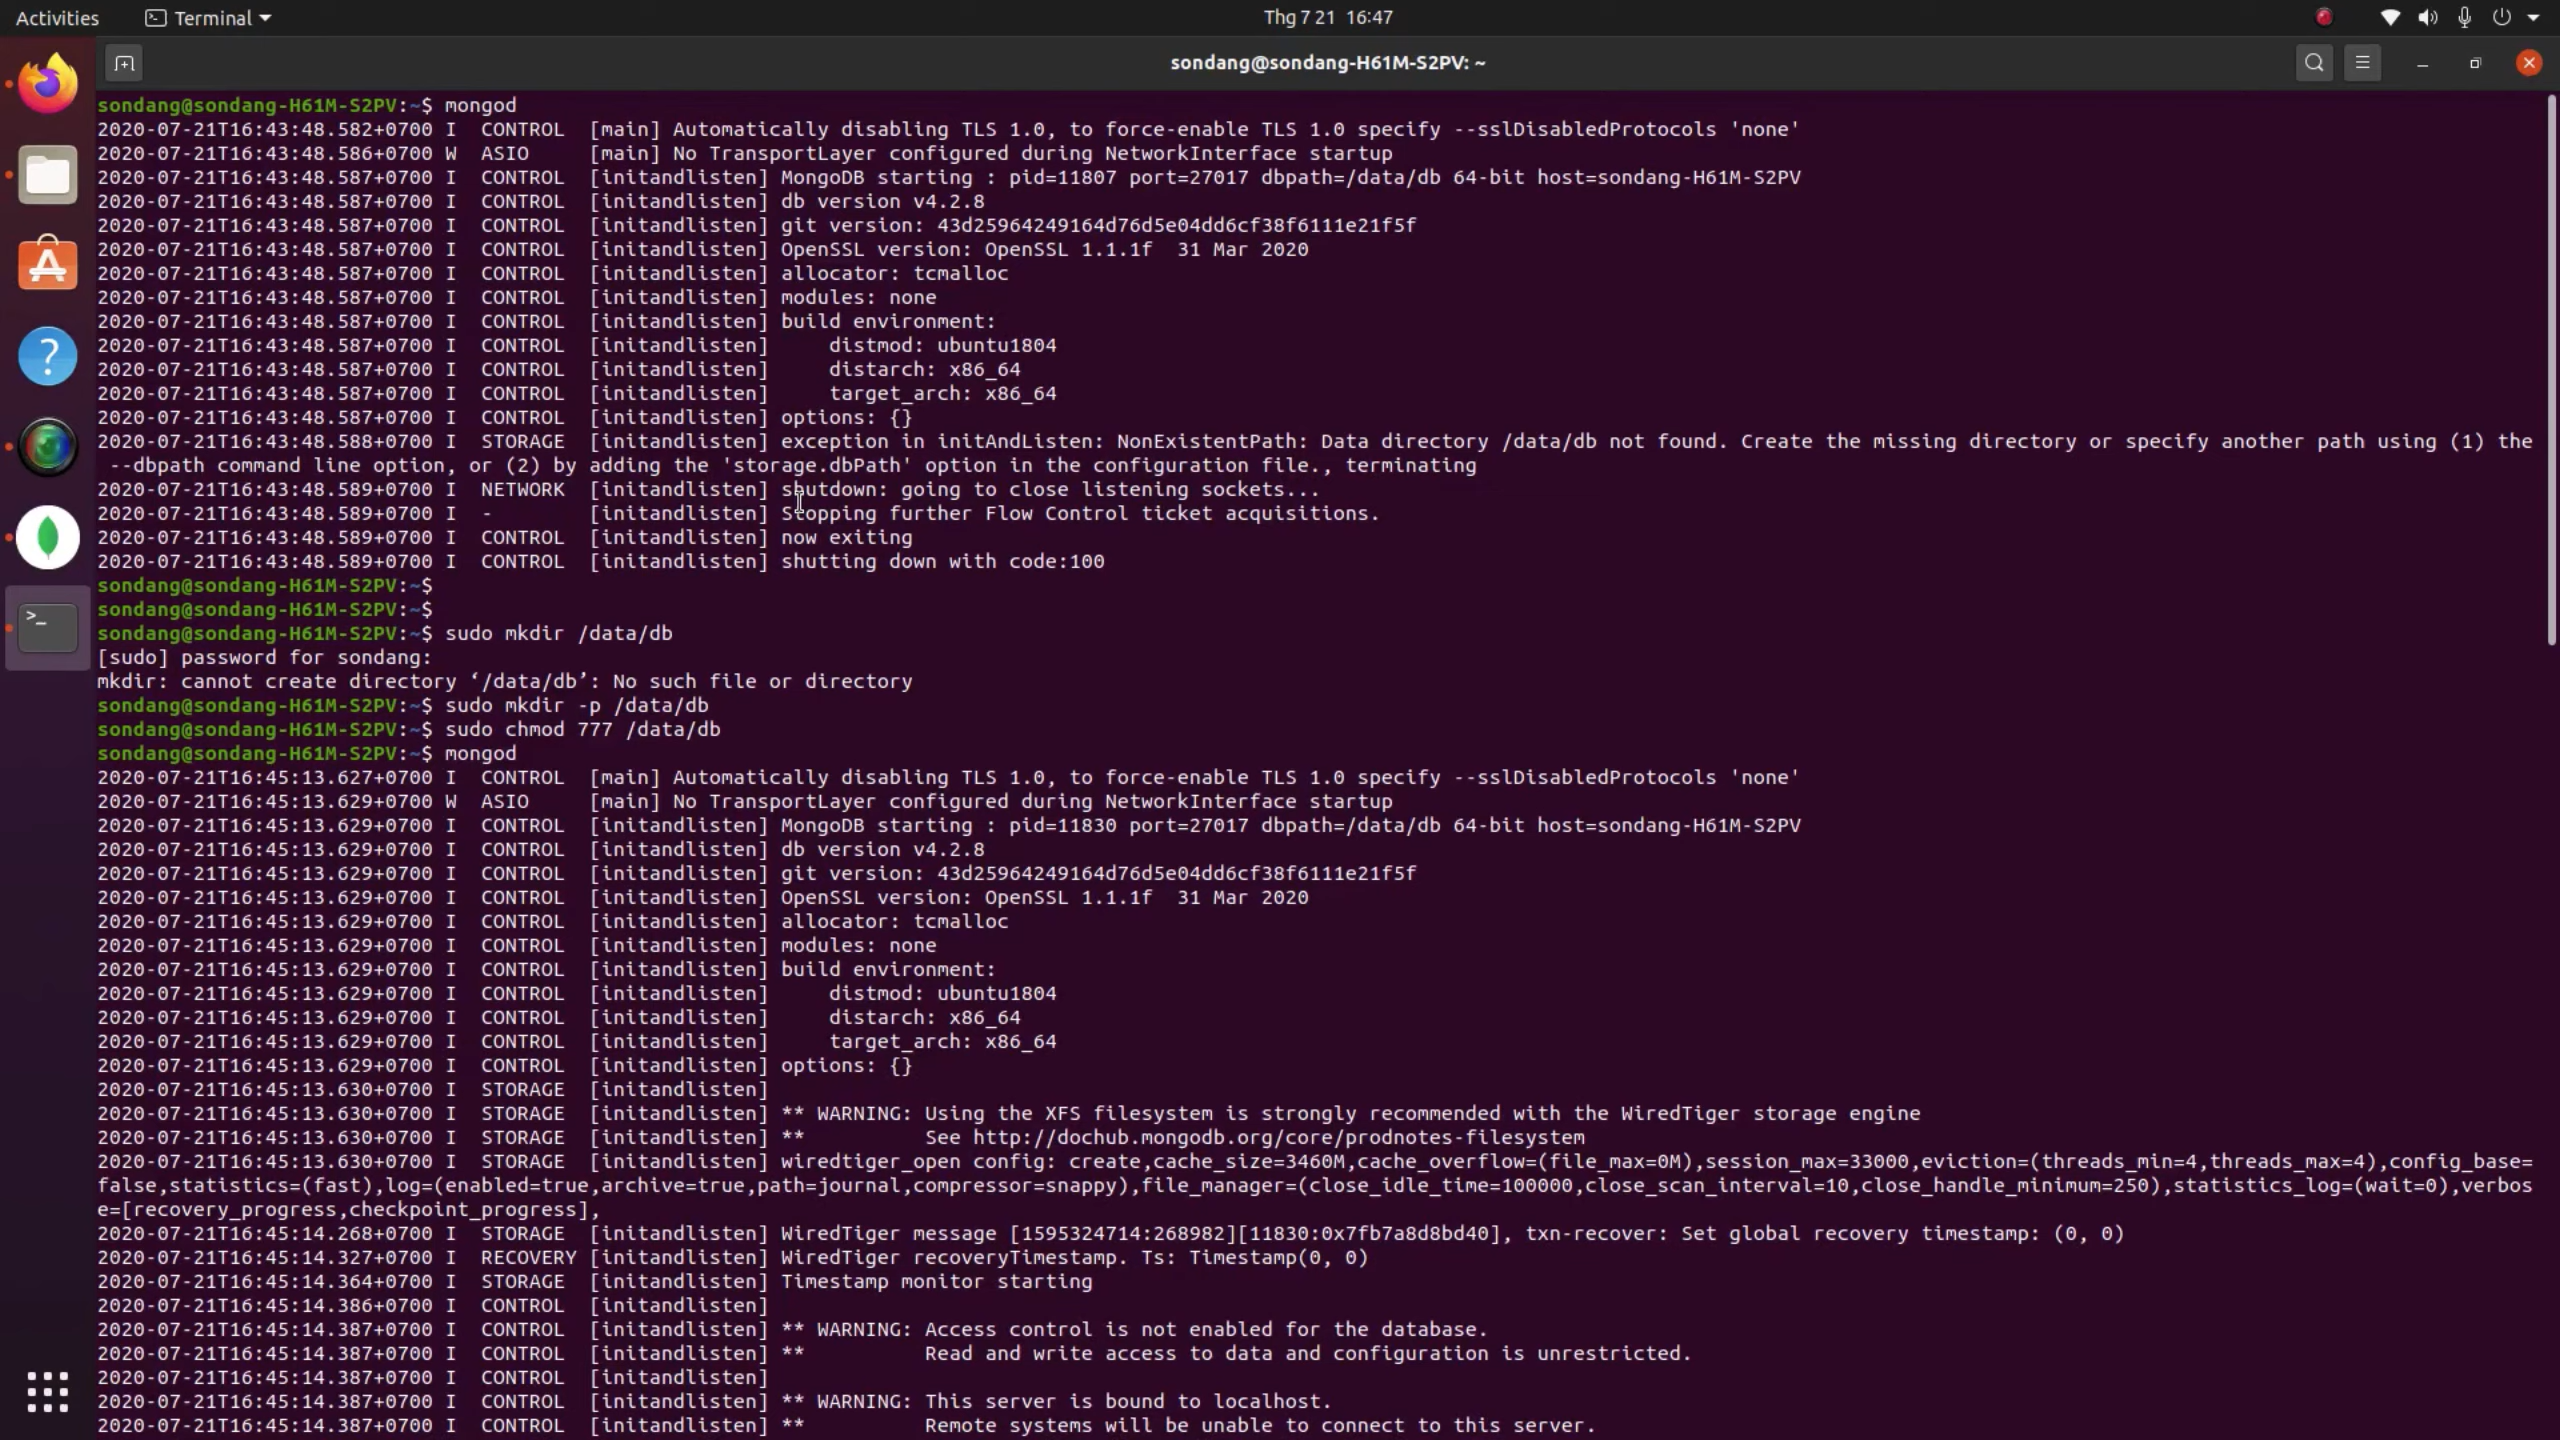 Activities
Terminal
Thg 7 21 16:47
sondang@sondang-H61M-S2PV: ~
sondang@sondang-H61M-S2PV:~$ mongod
2020-07-21T16:43:48.582+0700 I  CONTROL  [main] Automatically disabling TLS 1.0, to force-enable TLS 1.0 specify --sslDisabledProtocols 'none'
2020-07-21T16:43:48.586+0700 W  ASIO     [main] No TransportLayer configured during NetworkInterface startup
2020-07-21T16:43:48.587+0700 I  CONTROL  [initandlisten] MongoDB starting : pid=11807 port=27017 dbpath=/data/db 64-bit host=sondang-H61M-S2PV
2020-07-21T16:43:48.587+0700 I  CONTROL  [initandlisten] db version v4.2.8
2020-07-21T16:43:48.587+0700 I  CONTROL  [initandlisten] git version: 43d25964249164d76d5e04dd6cf38f6111e21f5f
2020-07-21T16:43:48.587+0700 I  CONTROL  [initandlisten] OpenSSL version: OpenSSL 1.1.1f  31 Mar 2020
2020-07-21T16:43:48.587+0700 I  CONTROL  [initandlisten] allocator: tcmalloc
2020-07-21T16:43:48.587+0700 I  CONTROL  [initandlisten] modules: none
2020-07-21T16:43:48.587+0700 I  CONTROL  [initandlisten] build environment:
2020-07-21T16:43:48.587+0700 I  CONTROL  [initandlisten]     distmod: ubuntu1804
2020-07-21T16:43:48.587+0700 I  CONTROL  [initandlisten]     distarch: x86_64
2020-07-21T16:43:48.587+0700 I  CONTROL  [initandlisten]     target_arch: x86_64
2020-07-21T16:43:48.587+0700 I  CONTROL  [initandlisten] options: {}
2020-07-21T16:43:48.588+0700 I  STORAGE  [initandlisten] exception in initAndListen: NonExistentPath: Data directory /data/db not found. Create the missing directory or specify another path using (1) the
 --dbpath command line option, or (2) by adding the 'storage.dbPath' option in the configuration file., terminating
2020-07-21T16:43:48.589+0700 I  NETWORK  [initandlisten] shutdown: going to close listening sockets...
2020-07-21T16:43:48.589+0700 I  -        [initandlisten] Stopping further Flow Control ticket acquisitions.
2020-07-21T16:43:48.589+0700 I  CONTROL  [initandlisten] now exiting
2020-07-21T16:43:48.589+0700 I  CONTROL  [initandlisten] shutting down with code:100
sondang@sondang-H61M-S2PV:~$
sondang@sondang-H61M-S2PV:~$
sondang@sondang-H61M-S2PV:~$ sudo mkdir /data/db
[sudo] password for sondang:
mkdir: cannot create directory ‘/data/db’: No such file or directory
sondang@sondang-H61M-S2PV:~$ sudo mkdir -p /data/db
sondang@sondang-H61M-S2PV:~$ sudo chmod 777 /data/db
sondang@sondang-H61M-S2PV:~$ mongod
2020-07-21T16:45:13.627+0700 I  CONTROL  [main] Automatically disabling TLS 1.0, to force-enable TLS 1.0 specify --sslDisabledProtocols 'none'
2020-07-21T16:45:13.629+0700 W  ASIO     [main] No TransportLayer configured during NetworkInterface startup
2020-07-21T16:45:13.629+0700 I  CONTROL  [initandlisten] MongoDB starting : pid=11830 port=27017 dbpath=/data/db 64-bit host=sondang-H61M-S2PV
2020-07-21T16:45:13.629+0700 I  CONTROL  [initandlisten] db version v4.2.8
2020-07-21T16:45:13.629+0700 I  CONTROL  [initandlisten] git version: 43d25964249164d76d5e04dd6cf38f6111e21f5f
2020-07-21T16:45:13.629+0700 I  CONTROL  [initandlisten] OpenSSL version: OpenSSL 1.1.1f  31 Mar 2020
2020-07-21T16:45:13.629+0700 I  CONTROL  [initandlisten] allocator: tcmalloc
2020-07-21T16:45:13.629+0700 I  CONTROL  [initandlisten] modules: none
2020-07-21T16:45:13.629+0700 I  CONTROL  [initandlisten] build environment:
2020-07-21T16:45:13.629+0700 I  CONTROL  [initandlisten]     distmod: ubuntu1804
2020-07-21T16:45:13.629+0700 I  CONTROL  [initandlisten]     distarch: x86_64
2020-07-21T16:45:13.629+0700 I  CONTROL  [initandlisten]     target_arch: x86_64
2020-07-21T16:45:13.629+0700 I  CONTROL  [initandlisten] options: {}
2020-07-21T16:45:13.630+0700 I  STORAGE  [initandlisten]
2020-07-21T16:45:13.630+0700 I  STORAGE  [initandlisten] ** WARNING: Using the XFS filesystem is strongly recommended with the WiredTiger storage engine
2020-07-21T16:45:13.630+0700 I  STORAGE  [initandlisten] **          See http://dochub.mongodb.org/core/prodnotes-filesystem
2020-07-21T16:45:13.630+0700 I  STORAGE  [initandlisten] wiredtiger_open config: create,cache_size=3460M,cache_overflow=(file_max=0M),session_max=33000,eviction=(threads_min=4,threads_max=4),config_base=
false,statistics=(fast),log=(enabled=true,archive=true,path=journal,compressor=snappy),file_manager=(close_idle_time=100000,close_scan_interval=10,close_handle_minimum=250),statistics_log=(wait=0),verbos
e=[recovery_progress,checkpoint_progress],
2020-07-21T16:45:14.268+0700 I  STORAGE  [initandlisten] WiredTiger message [1595324714:268982][11830:0x7fb7a8d8bd40], txn-recover: Set global recovery timestamp: (0, 0)
2020-07-21T16:45:14.327+0700 I  RECOVERY [initandlisten] WiredTiger recoveryTimestamp. Ts: Timestamp(0, 0)
2020-07-21T16:45:14.364+0700 I  STORAGE  [initandlisten] Timestamp monitor starting
2020-07-21T16:45:14.386+0700 I  CONTROL  [initandlisten]
2020-07-21T16:45:14.387+0700 I  CONTROL  [initandlisten] ** WARNING: Access control is not enabled for the database.
2020-07-21T16:45:14.387+0700 I  CONTROL  [initandlisten] **          Read and write access to data and configuration is unrestricted.
2020-07-21T16:45:14.387+0700 I  CONTROL  [initandlisten]
2020-07-21T16:45:14.387+0700 I  CONTROL  [initandlisten] ** WARNING: This server is bound to localhost.
2020-07-21T16:45:14.387+0700 I  CONTROL  [initandlisten] **          Remote systems will be unable to connect to this server.